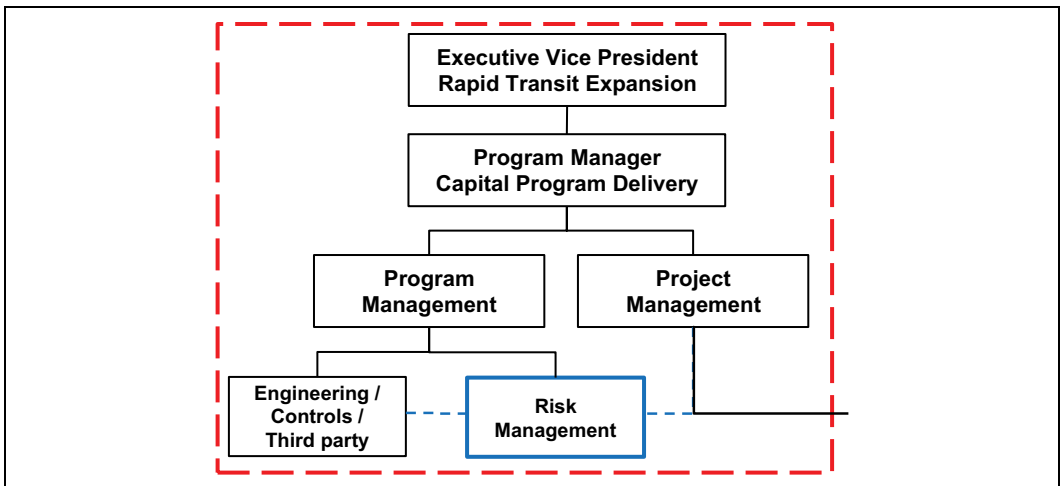 Executive Vice President
Rapid Transit Expansion
Program Manager
Capital Program Delivery
Program
Management
Project
Management
Engineering /
Controls /
Third party
Risk
Management